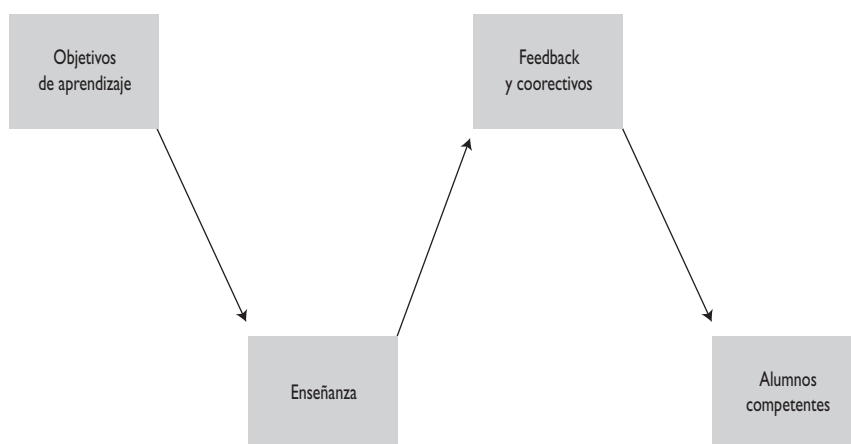 Objetivos
de aprendizaje
Feedback
y coorectivos
Enseñanza
Alumnos
competentes